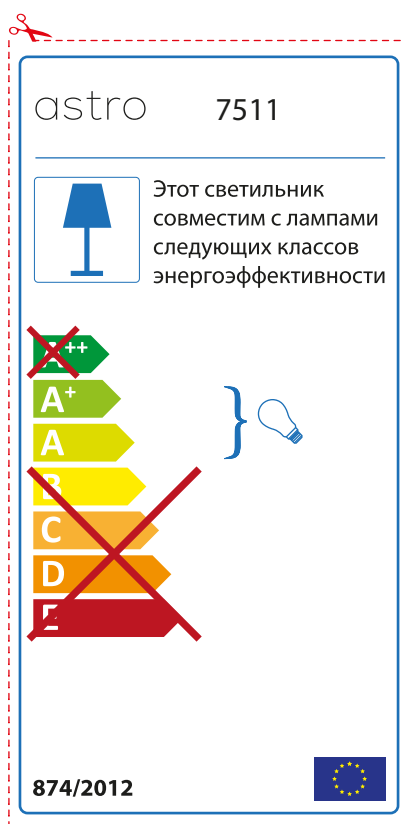 astro 7511
Этот светильник
совместим с лампами
следующих классов
энергоэффективности
A++
A+
A
B
C
D
E
874/2012